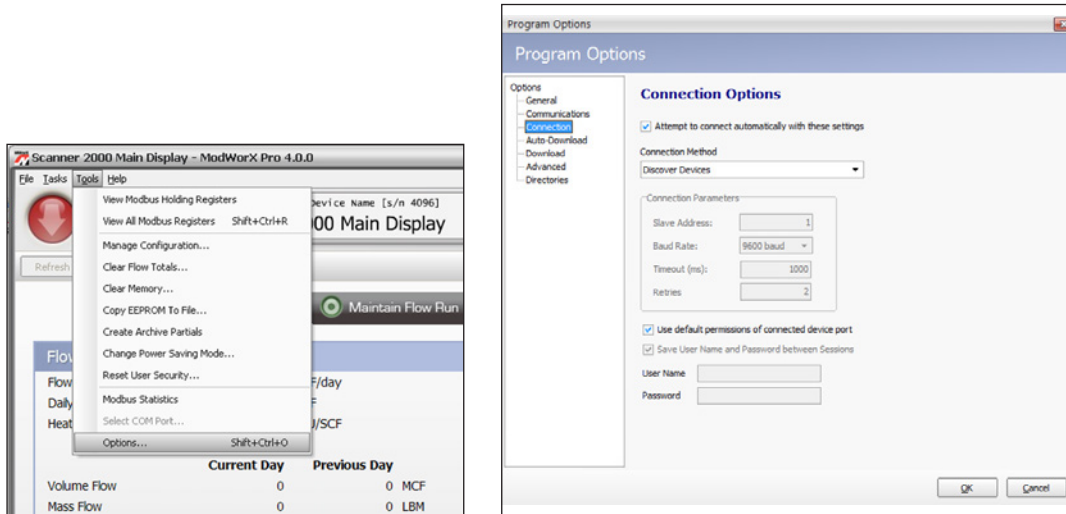 Scanner 2000 Main Display - ModWorX Pro 4.0.0
File Tasks Tools Help
View Modbus Holding Registers
View All Modbus Registers Shift+Ctrl+R
Manage Configuration...
Clear Flow Totals...
Clear Memory...
Copy EEPROM To File...
Create Archive Partials
Change Power Saving Mode...
Reset User Security...
Modbus Statistics
Select COM Port...
Options... Shift+Ctrl+O
Device Name [s/n 4096]
000 Main Display
Refresh
Maintain Flow Run
Flow
Flow F/day
Daily F
Heat J/SCF
Current Day Previous Day
Volume Flow 0 0 MCF
Mass Flow 0 0 LBM
Program Options
Program Options
Options
General
Communications
Connection
Auto-Download
Download
Advanced
Directories
Connection Options
Attempt to connect automatically with these settings
Connection Method
Discover Devices
Connection Parameters
Slave Address: 1
Baud Rate: 9600 baud
Timeout (ms): 1000
Retries 2
Use default permissions of connected device port
Save User Name and Password between Sessions
User Name
Password
OK Cancel